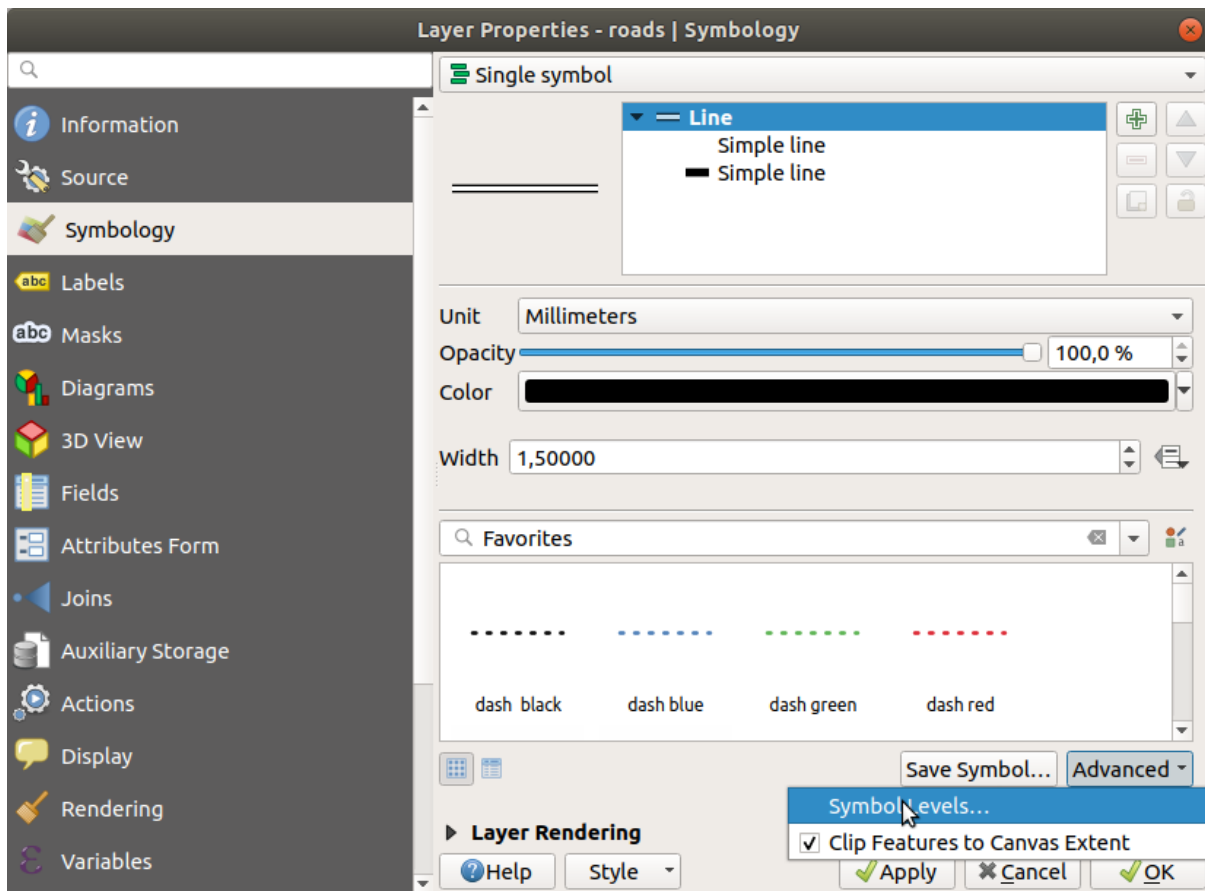 Layer Properties - roads | Symbology
Single symbol
Information
Source
Symbology
Labels
Masks
Diagrams
3D View
Fields
Attributes Form
Joins
Auxiliary Storage
Actions
Display
Rendering
Variables
Line
Simple line
Simple line
Unit Millimeters
Opacity 100,0 %
Color
Width 1,50000
Favorites
dash black dash blue dash green dash red
Save Symbol... Advanced
Symbol Levels...
Clip Features to Canvas Extent
Layer Rendering
Help Style Apply Cancel OK